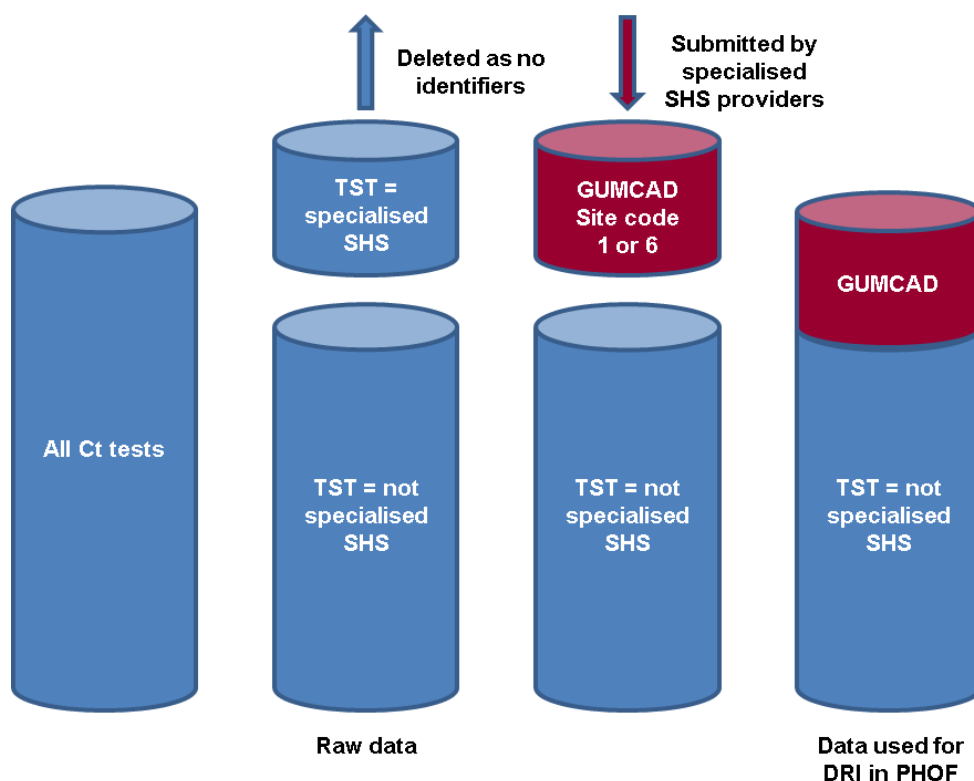 Deleted as no
identifiers
Submitted by
specialised
SHS providers
TST =
specialised
SHS
GUMCAD
Site code
1 or 6
GUMCAD
All Ct tests
TST = not
specialised
SHS
TST = not
specialised
SHS
TST = not
specialised
SHS
Raw data
Data used for
DRI in PHOF